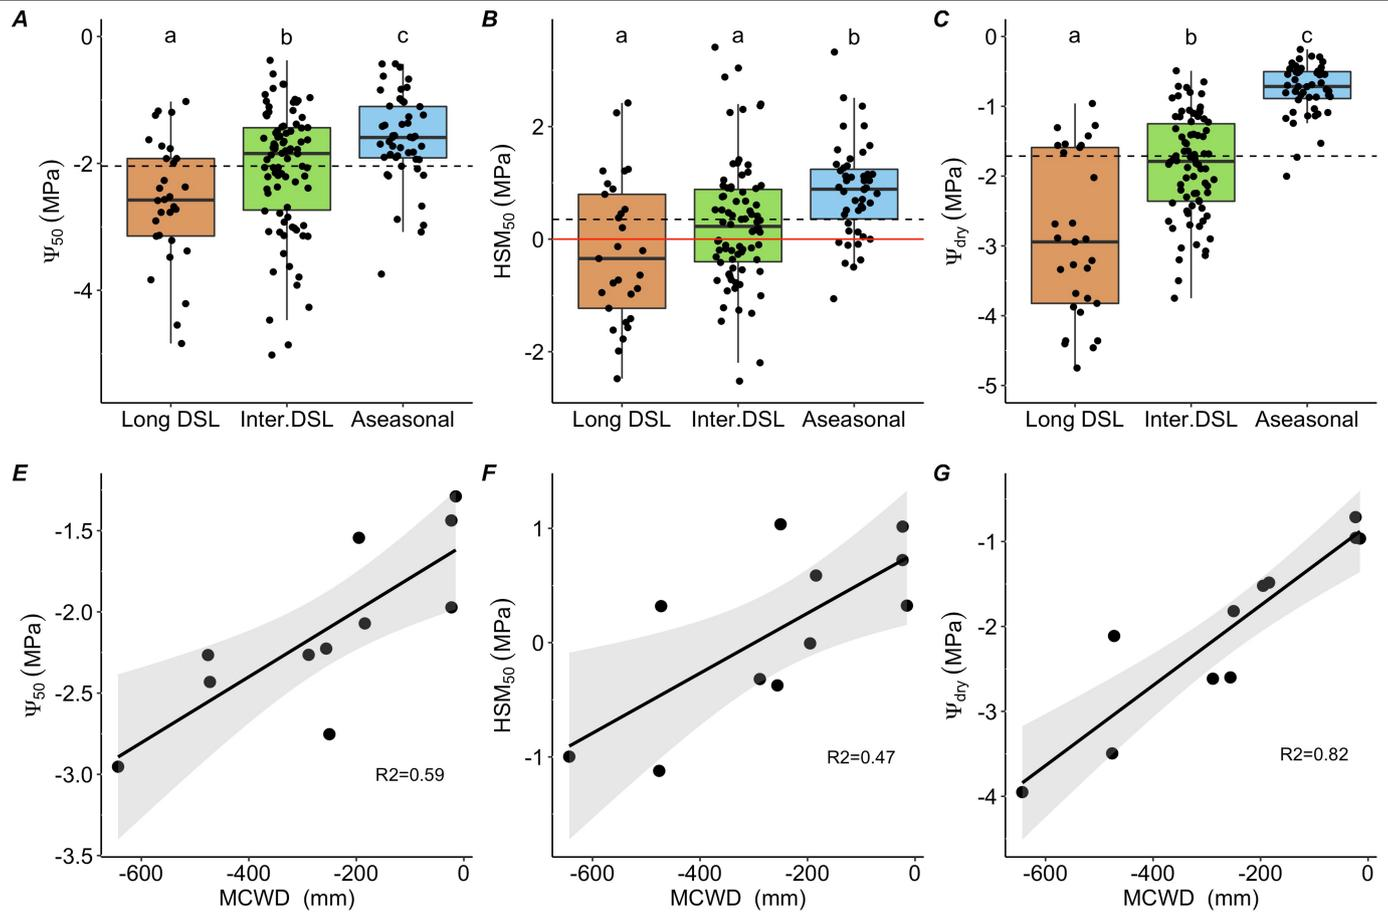 A
B
C
a
b
c
a
a
b
a
b
c
0
-2
-4
2
0
-2
0
-1
-2
-3
-4
-5
Ψ50 (MPa)
HSM50 (MPa)
Ψdry (MPa)
Long DSL
Inter.DSL
Aseasonal
Long DSL
Inter.DSL
Aseasonal
Long DSL
Inter.DSL
Aseasonal
E
F
G
-1.5
-2.0
-2.5
-3.0
-3.5
1
0
-1
-1
-2
-3
-4
Ψ50 (MPa)
HSM50 (MPa)
Ψdry (MPa)
R2=0.59
R2=0.47
R2=0.82
-600
-400
-200
0
-600
-400
-200
0
-600
-400
-200
0
MCWD (mm)
MCWD (mm)
MCWD (mm)